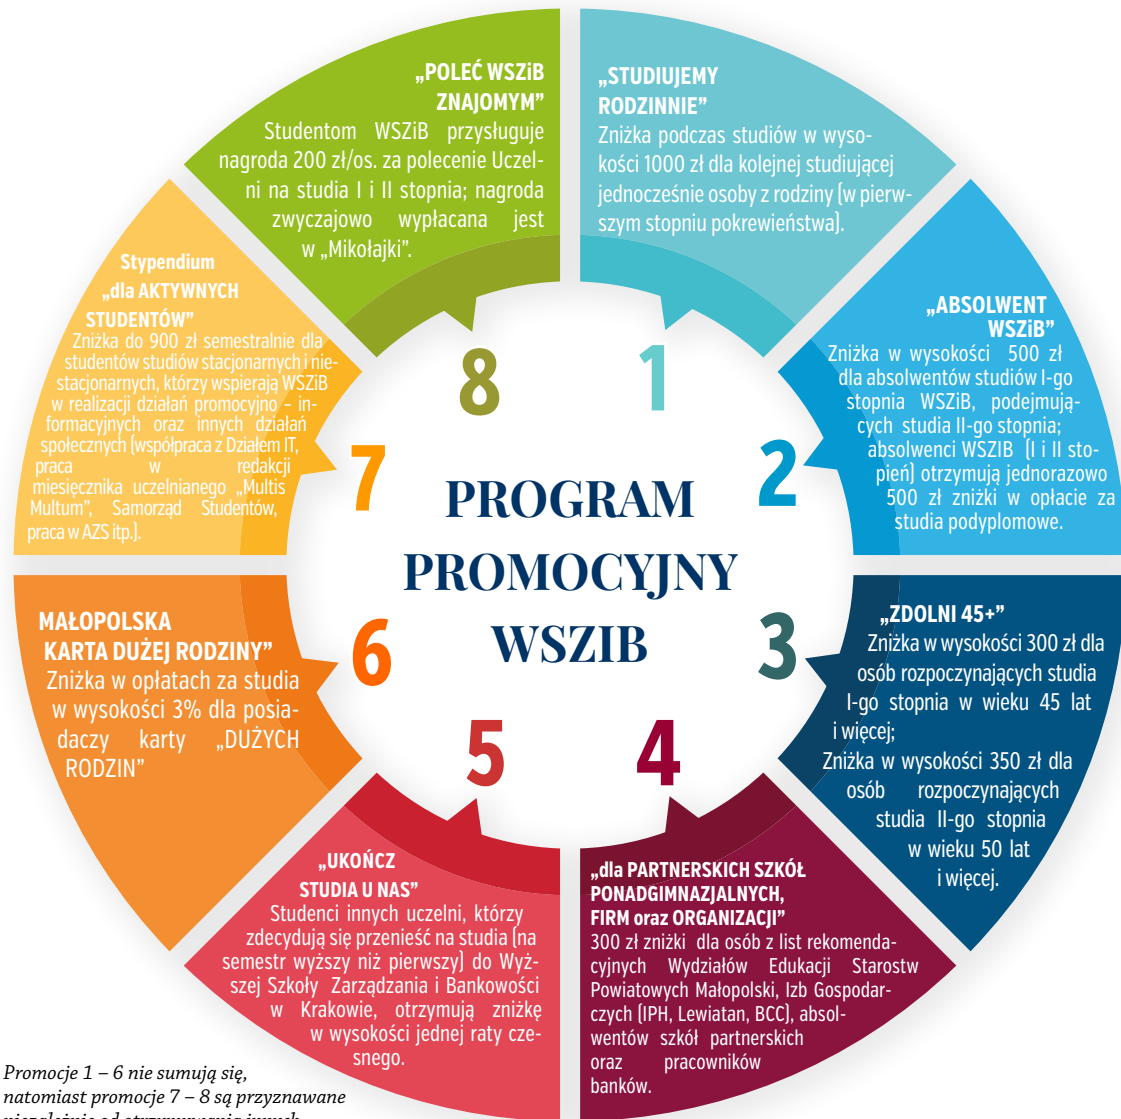 PROGRAM
PROMOCYJNY
WSZIB
1
„STUDIUJEMY
RODZINNIE”
Zniżka podczas studiów w wyso-
kości 1000 zł dla kolejnej studiującej
jednocześnie osoby z rodziny (w pierw-
szym stopniu pokrewieństwa).
2
„ABSOLWENT
WSZiB”
Zniżka w wysokości 500 zł
dla absolwentów studiów I-go
stopnia WSZiB, podejmują-
cych studia II-go stopnia;
absolwenci WSZIB (I i II sto-
pień) otrzymują jednorazowo
500 zł zniżki w opłacie za
studia podyplomowe.
3
„ZDOLNI 45+”
Zniżka w wysokości 300 zł dla
osób rozpoczynających studia
I-go stopnia w wieku 45 lat
i więcej;
Zniżka w wysokości 350 zł dla
osób rozpoczynających
studia II-go stopnia
w wieku 50 lat
i więcej.
4
„dla PARTNERSKICH SZKÓŁ
PONADGIMNAZJALNYCH,
FIRM oraz ORGANIZACJI”
300 zł zniżki dla osób z list rekomenda-
cyjnych Wydziałów Edukacji Starostw
Powiatowych Małopolski, Izb Gospodar-
czych (IPH, Lewiatan, BCC), absol-
wentów szkół partnerskich
oraz pracowników
banków.
5
„UKOŃCZ
STUDIA U NAS”
Studenci innych uczelni, którzy
zdecydują się przenieść na studia (na
semestr wyższy niż pierwszy) do Wyż-
szej Szkoły Zarządzania i Bankowości
w Krakowie, otrzymują zniżkę
w wysokości jednej raty cze-
snego.
6
MAŁOPOLSKA
KARTA DUŻEJ RODZINY”
Zniżka w opłatach za studia
w wysokości 3% dla posia-
daczy karty „DUŻYCH
RODZIN”
7
Stypendium
„dla AKTYWNYCH
STUDENTÓW”
Zniżka do 900 zł semestralnie dla
studentów studiów stacjonarnych i nie-
stacjonarnych, którzy wspierają WSZiB
w realizacji działań promocyjno – in-
formacyjnych oraz innych działań
społecznych (współpraca z Działem IT,
praca w redakcji
miesięcznika uczelnianego „Multis
Multum”, Samorząd Studentów,
praca w AZS itp.).
8
„POLEĆ WSZiB
ZNAJOMYM”
Studentom WSZiB przysługuje
nagroda 200 zł/os. za polecenie Uczel-
ni na studia I i II stopnia; nagroda
zwyczajowo wypłacana jest
w „Mikołajki”.
Promocje 1 – 6 nie sumują się,
natomiast promocje 7 – 8 są przyznawane